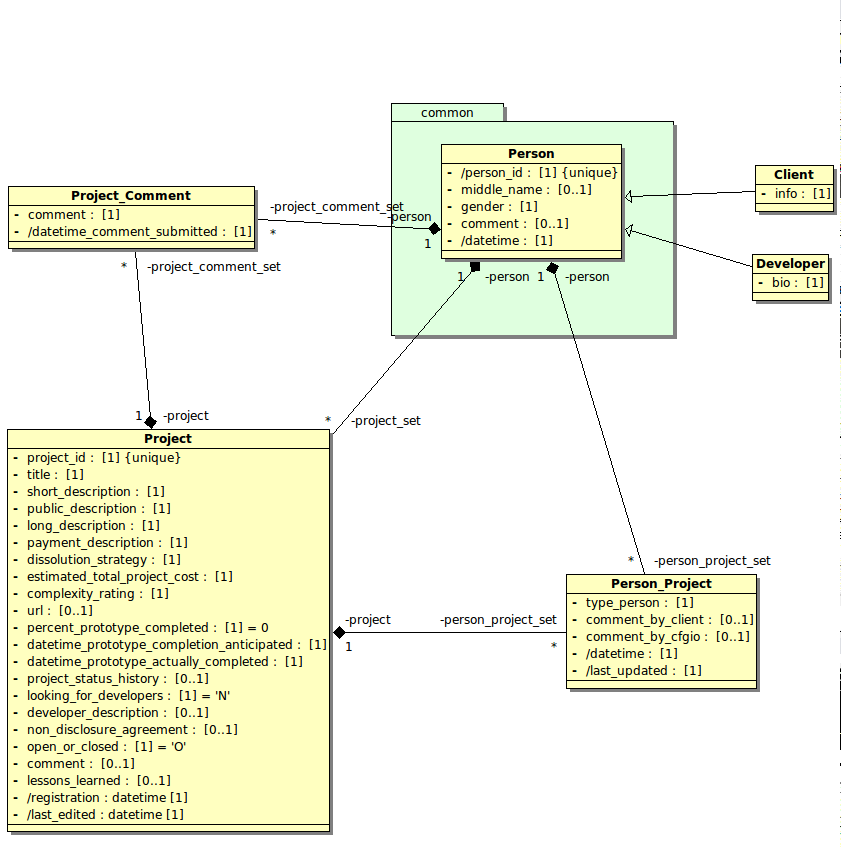 common
Person
- /person_id : [1] {unique}
- middle_name : [0..1]
- gender : [1]
- comment : [0..1]
- /datetime : [1]
Client
- info : [1]
Developer
- bio : [1]
Project_Comment
- comment : [1]
- /datetime_comment_submitted : [1]
-project_comment_set
*
-person
1
* -project_comment_set
1 -person
1 -person
1 -project
* -project_set
Project
- project_id : [1] {unique}
- title : [1]
- short_description : [1]
- public_description : [1]
- long_description : [1]
- payment_description : [1]
- dissolution_strategy : [1]
- estimated_total_project_cost : [1]
- complexity_rating : [1]
- url : [0..1]
- percent_prototype_completed : [1] = 0
- datetime_prototype_completion_anticipated : [1]
- datetime_prototype_actually_completed : [1]
- project_status_history : [0..1]
- looking_for_developers : [1] = 'N'
- developer_description : [0..1]
- non_disclosure_agreement : [0..1]
- open_or_closed : [1] = 'O'
- comment : [0..1]
- lessons_learned : [0..1]
- /registration : datetime [1]
- /last_edited : datetime [1]
* -person_project_set
-project
1
-person_project_set
*
Person_Project
- type_person : [1]
- comment_by_client : [0..1]
- comment_by_cfgio : [0..1]
- /datetime : [1]
- /last_updated : [1]